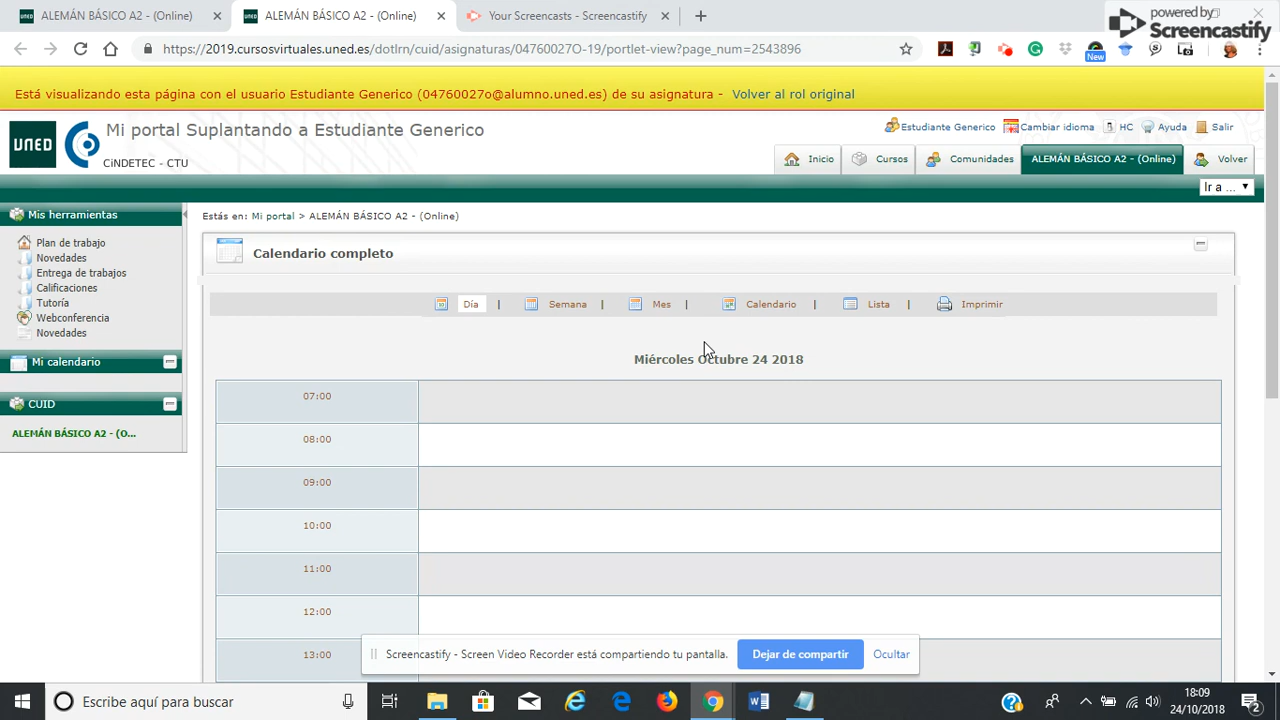 ALEMÁN BÁSICO A2 - (Online)
ALEMÁN BÁSICO A2 - (Online)
Your Screencasts - Screencastify
powered by
Screencastify
https://2019.cursosvirtuales.uned.es/dotlrn/cuid/asignaturas/04760027O-19/portlet-view?page_num=2543896
New
Está visualizando esta página con el usuario Estudiante Generico (04760027o@alumno.uned.es) de su asignatura - Volver al rol original
UNED
Mi portal Suplantando a Estudiante Generico
CiNDETEC - CTU
Estudiante Generico
Cambiar idioma
HC
Ayuda
Salir
Inicio
Cursos
Comunidades
ALEMÁN BÁSICO A2 - (Online)
Volver
Ir a ...
Mis herramientas
Plan de trabajo
Novedades
Entrega de trabajos
Calificaciones
Tutoría
Webconferencia
Novedades
Mi calendario
CUID
ALEMÁN BÁSICO A2 - (O...
Estás en: Mi portal > ALEMÁN BÁSICO A2 - (Online)
Calendario completo
Día | Semana | Mes | Calendario | Lista | Imprimir
Miércoles Octubre 24 2018
07:00
08:00
09:00
10:00
11:00
12:00
13:00
Screencastify - Screen Video Recorder está compartiendo tu pantalla.
Dejar de compartir
Ocultar
Escribe aquí para buscar
18:09
24/10/2018
2